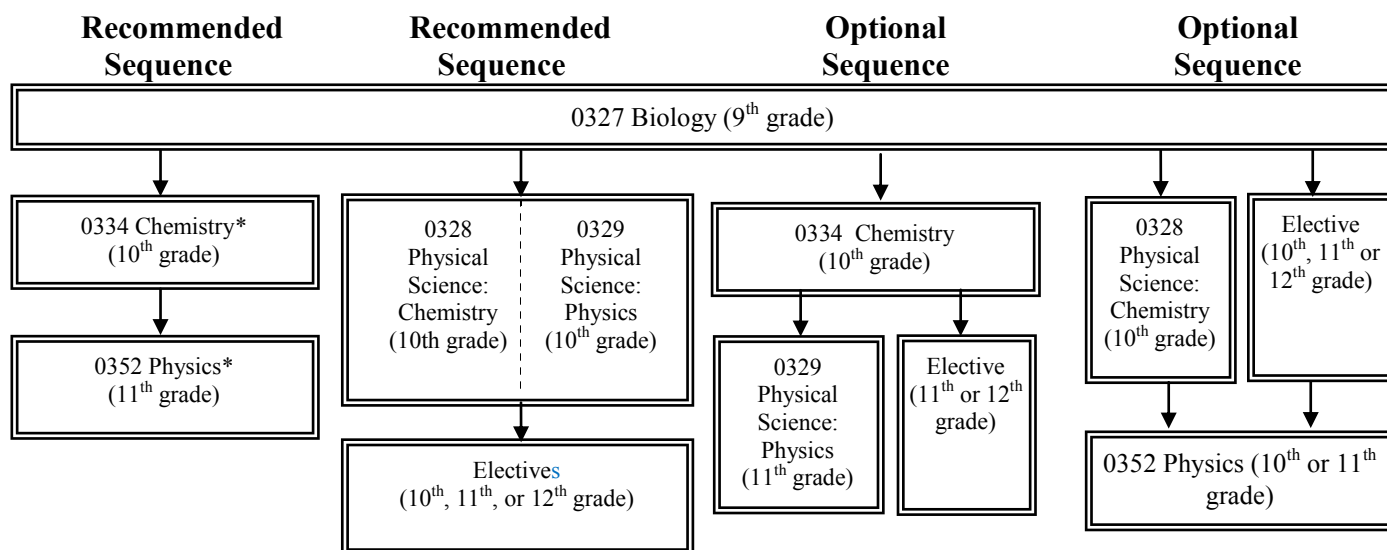 Recommended
Sequence
Recommended
Sequence
Optional
Sequence
Optional
Sequence
0327 Biology (9th grade)
0334 Chemistry*
(10th grade)
0352 Physics*
(11th grade)
0328
Physical
Science:
Chemistry
(10th grade)
0329
Physical
Science:
Physics
(10th grade)
Electives
(10th, 11th, or 12th grade)
0334 Chemistry
(10th grade)
0329
Physical
Science:
Physics
(11th grade)
Elective
(11th or 12th
grade)
0328
Physical
Science:
Chemistry
(10th grade)
Elective
(10th, 11th or
12th grade)
0352 Physics (10th or 11th
grade)